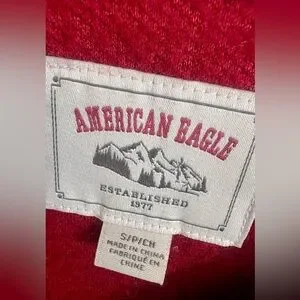 AMERICAN EAGLE
ESTABLISHED
1977
S/P/CH
MADE IN
CHINA
FABRIQUÉ EN
CHINE